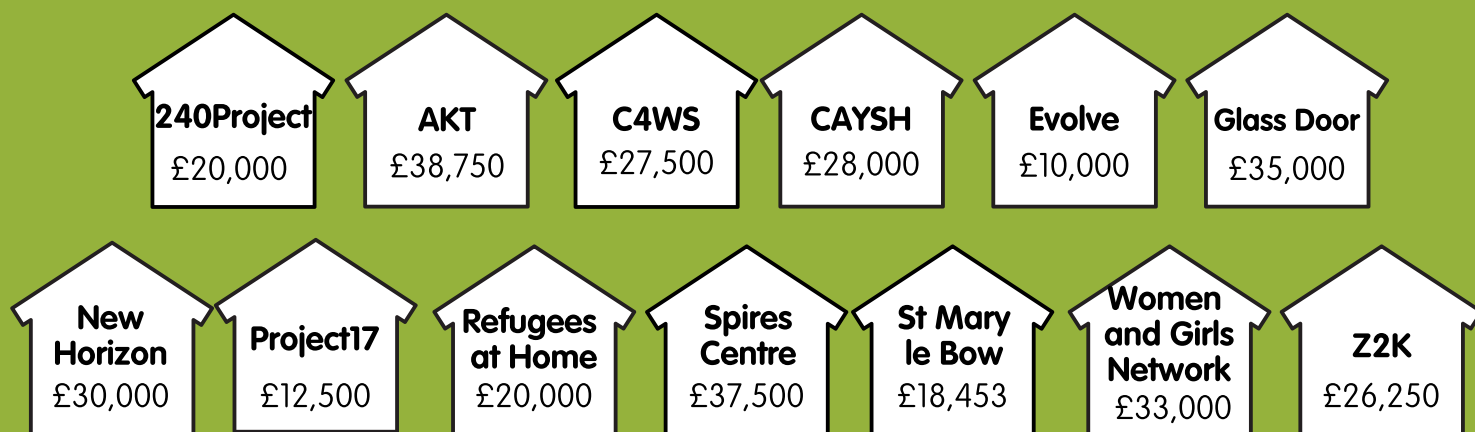 240Project
£20,000
AKT
£38,750
C4WS
£27,500
CAYSH
£28,000
Evolve
£10,000
Glass Door
£35,000
New
Horizon
£30,000
Project17
£12,500
Refugees
at Home
£20,000
Spires
Centre
£37,500
St Mary
le Bow
£18,453
Women
and Girls
Network
£33,000
Z2K
£26,250